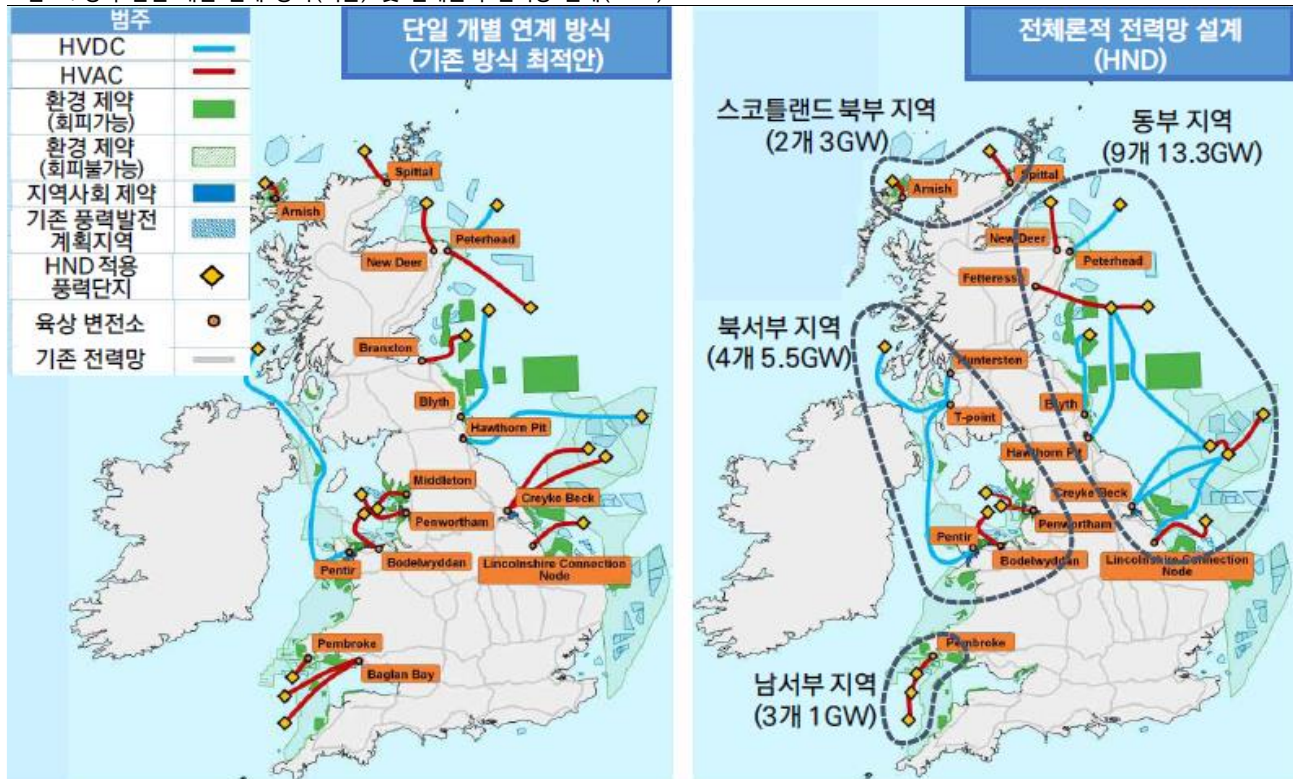 범주
HVDC
HVAC
환경 제약
(회피가능)
환경 제약
(회피불가능)
지역사회 제약
기존 풍력발전
계획지역
HND 적용
풍력단지
육상 변전소
기존 전력망
단일 개별 연계 방식
(기존 방식 최적안)
Spittal
Arnish
New Deer
Peterhead
Branxton
Blyth
Hawthorn Pit
Middleton
Creyke Beck
Penwortham
Pentir
Bodelwyddan
Lincolnshire Connection
Node
Pembroke
Baglan Bay
전체론적 전력망 설계
(HND)
스코틀랜드 북부 지역
(2개 3GW)
동부 지역
(9개 13.3GW)
Spittal
Arnish
New Deer
Peterhead
Fetteresso
북서부 지역
(4개 5.5GW)
Hunterston
Blyth
T-point
Hawthorn Pit
Creyke Beck
Penwortham
Pentir
Bodelwyddan
Lincolnshire Connection
Node
Pembroke
남서부 지역
(3개 1GW)